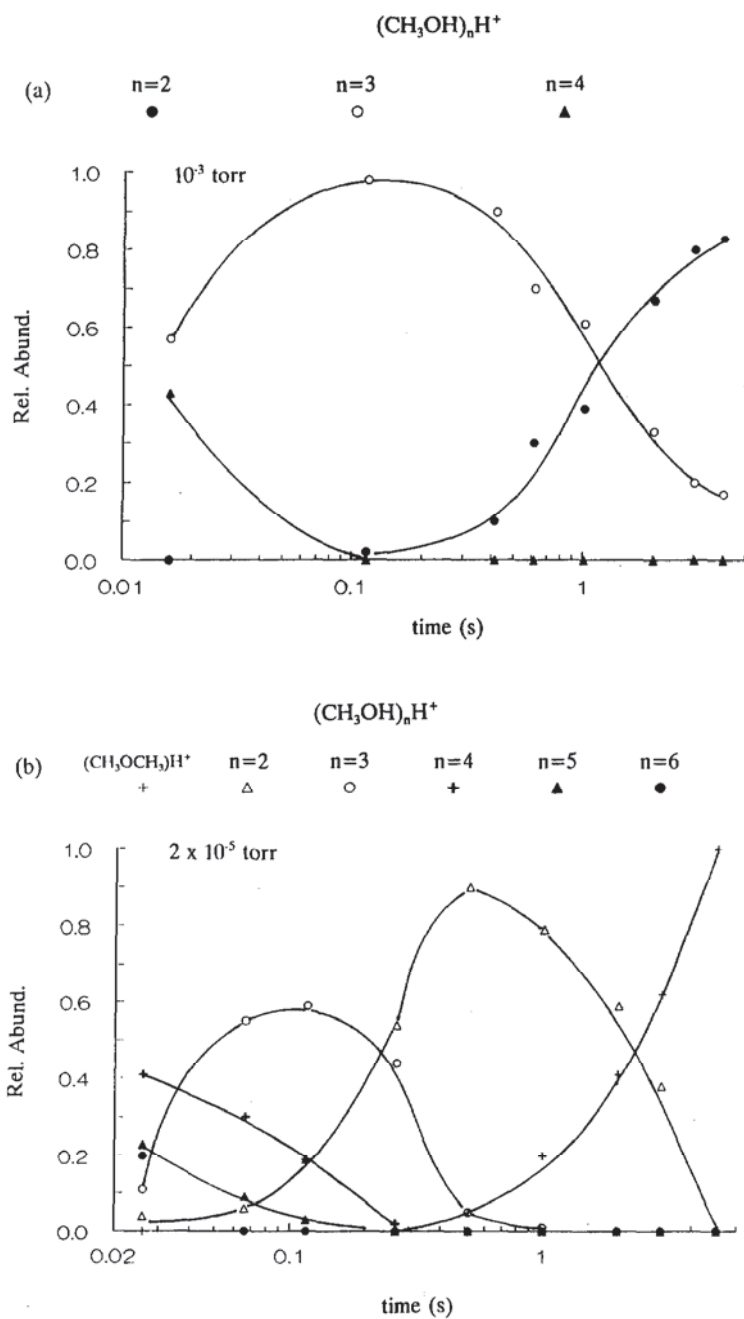 (CH₃OH)ₙH⁺
(a) n=2 n=3 n=4
10⁻³ torr
1.0
0.8
0.6
0.4
0.2
0.0
Rel. Abund.
0.01 0.1 1
time (s)
(CH₃OH)ₙH⁺
(b) (CH₃OCH₃)H⁺ n=2 n=3 n=4 n=5 n=6
2 x 10⁻⁵ torr
1.0
0.8
0.6
0.4
0.2
0.0
Rel. Abund.
0.02 0.1 1
time (s)